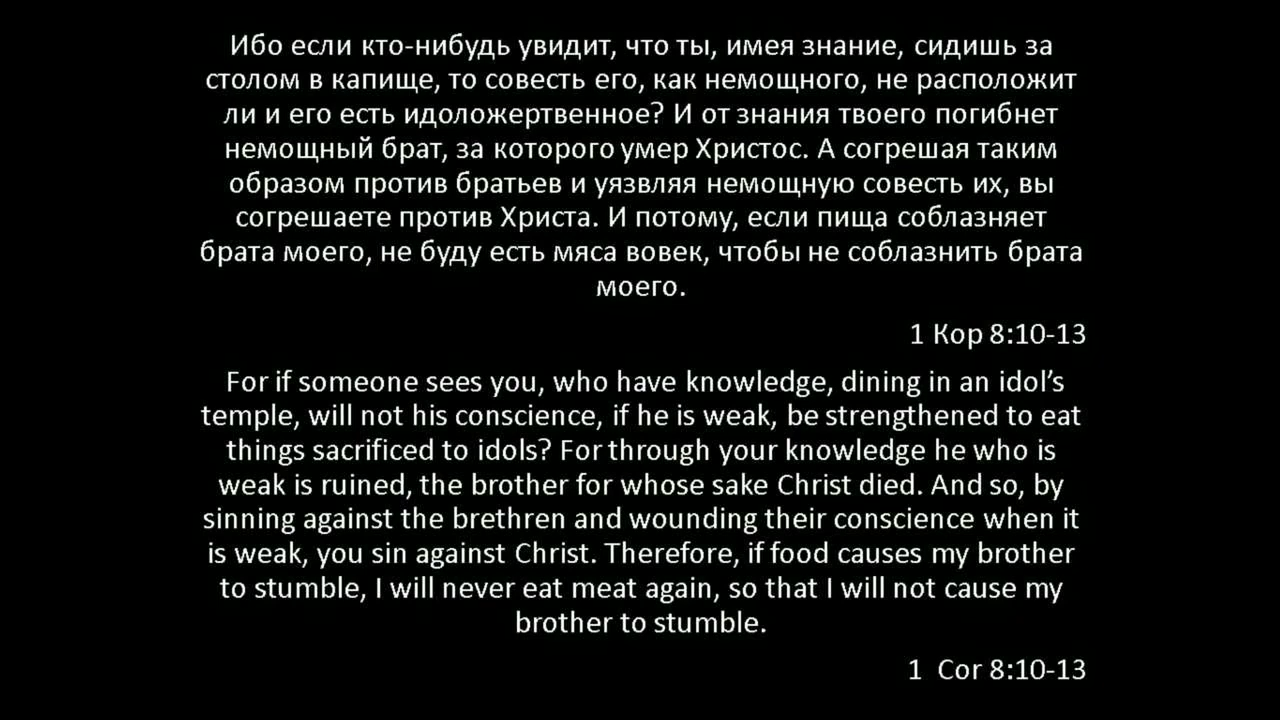 Ибо если кто-нибудь увидит, что ты, имея знание, сидишь за
столом в капище, то совесть его, как немощного, не расположит
ли и его есть идоложертвенное? И от знания твоего погибнет
немощный брат, за которого умер Христос. А согрешая таким
образом против братьев и уязвляя немощную совесть их, вы
согрешаете против Христа. И потому, если пища соблазняет
брата моего, не буду есть мяса вовек, чтобы не соблазнить брата
моего.
1 Кор 8:10-13
For if someone sees you, who have knowledge, dining in an idol’s
temple, will not his conscience, if he is weak, be strengthened to eat
things sacrificed to idols? For through your knowledge he who is
weak is ruined, the brother for whose sake Christ died. And so, by
sinning against the brethren and wounding their conscience when it
is weak, you sin against Christ. Therefore, if food causes my brother
to stumble, I will never eat meat again, so that I will not cause my
brother to stumble.
1 Cor 8:10-13